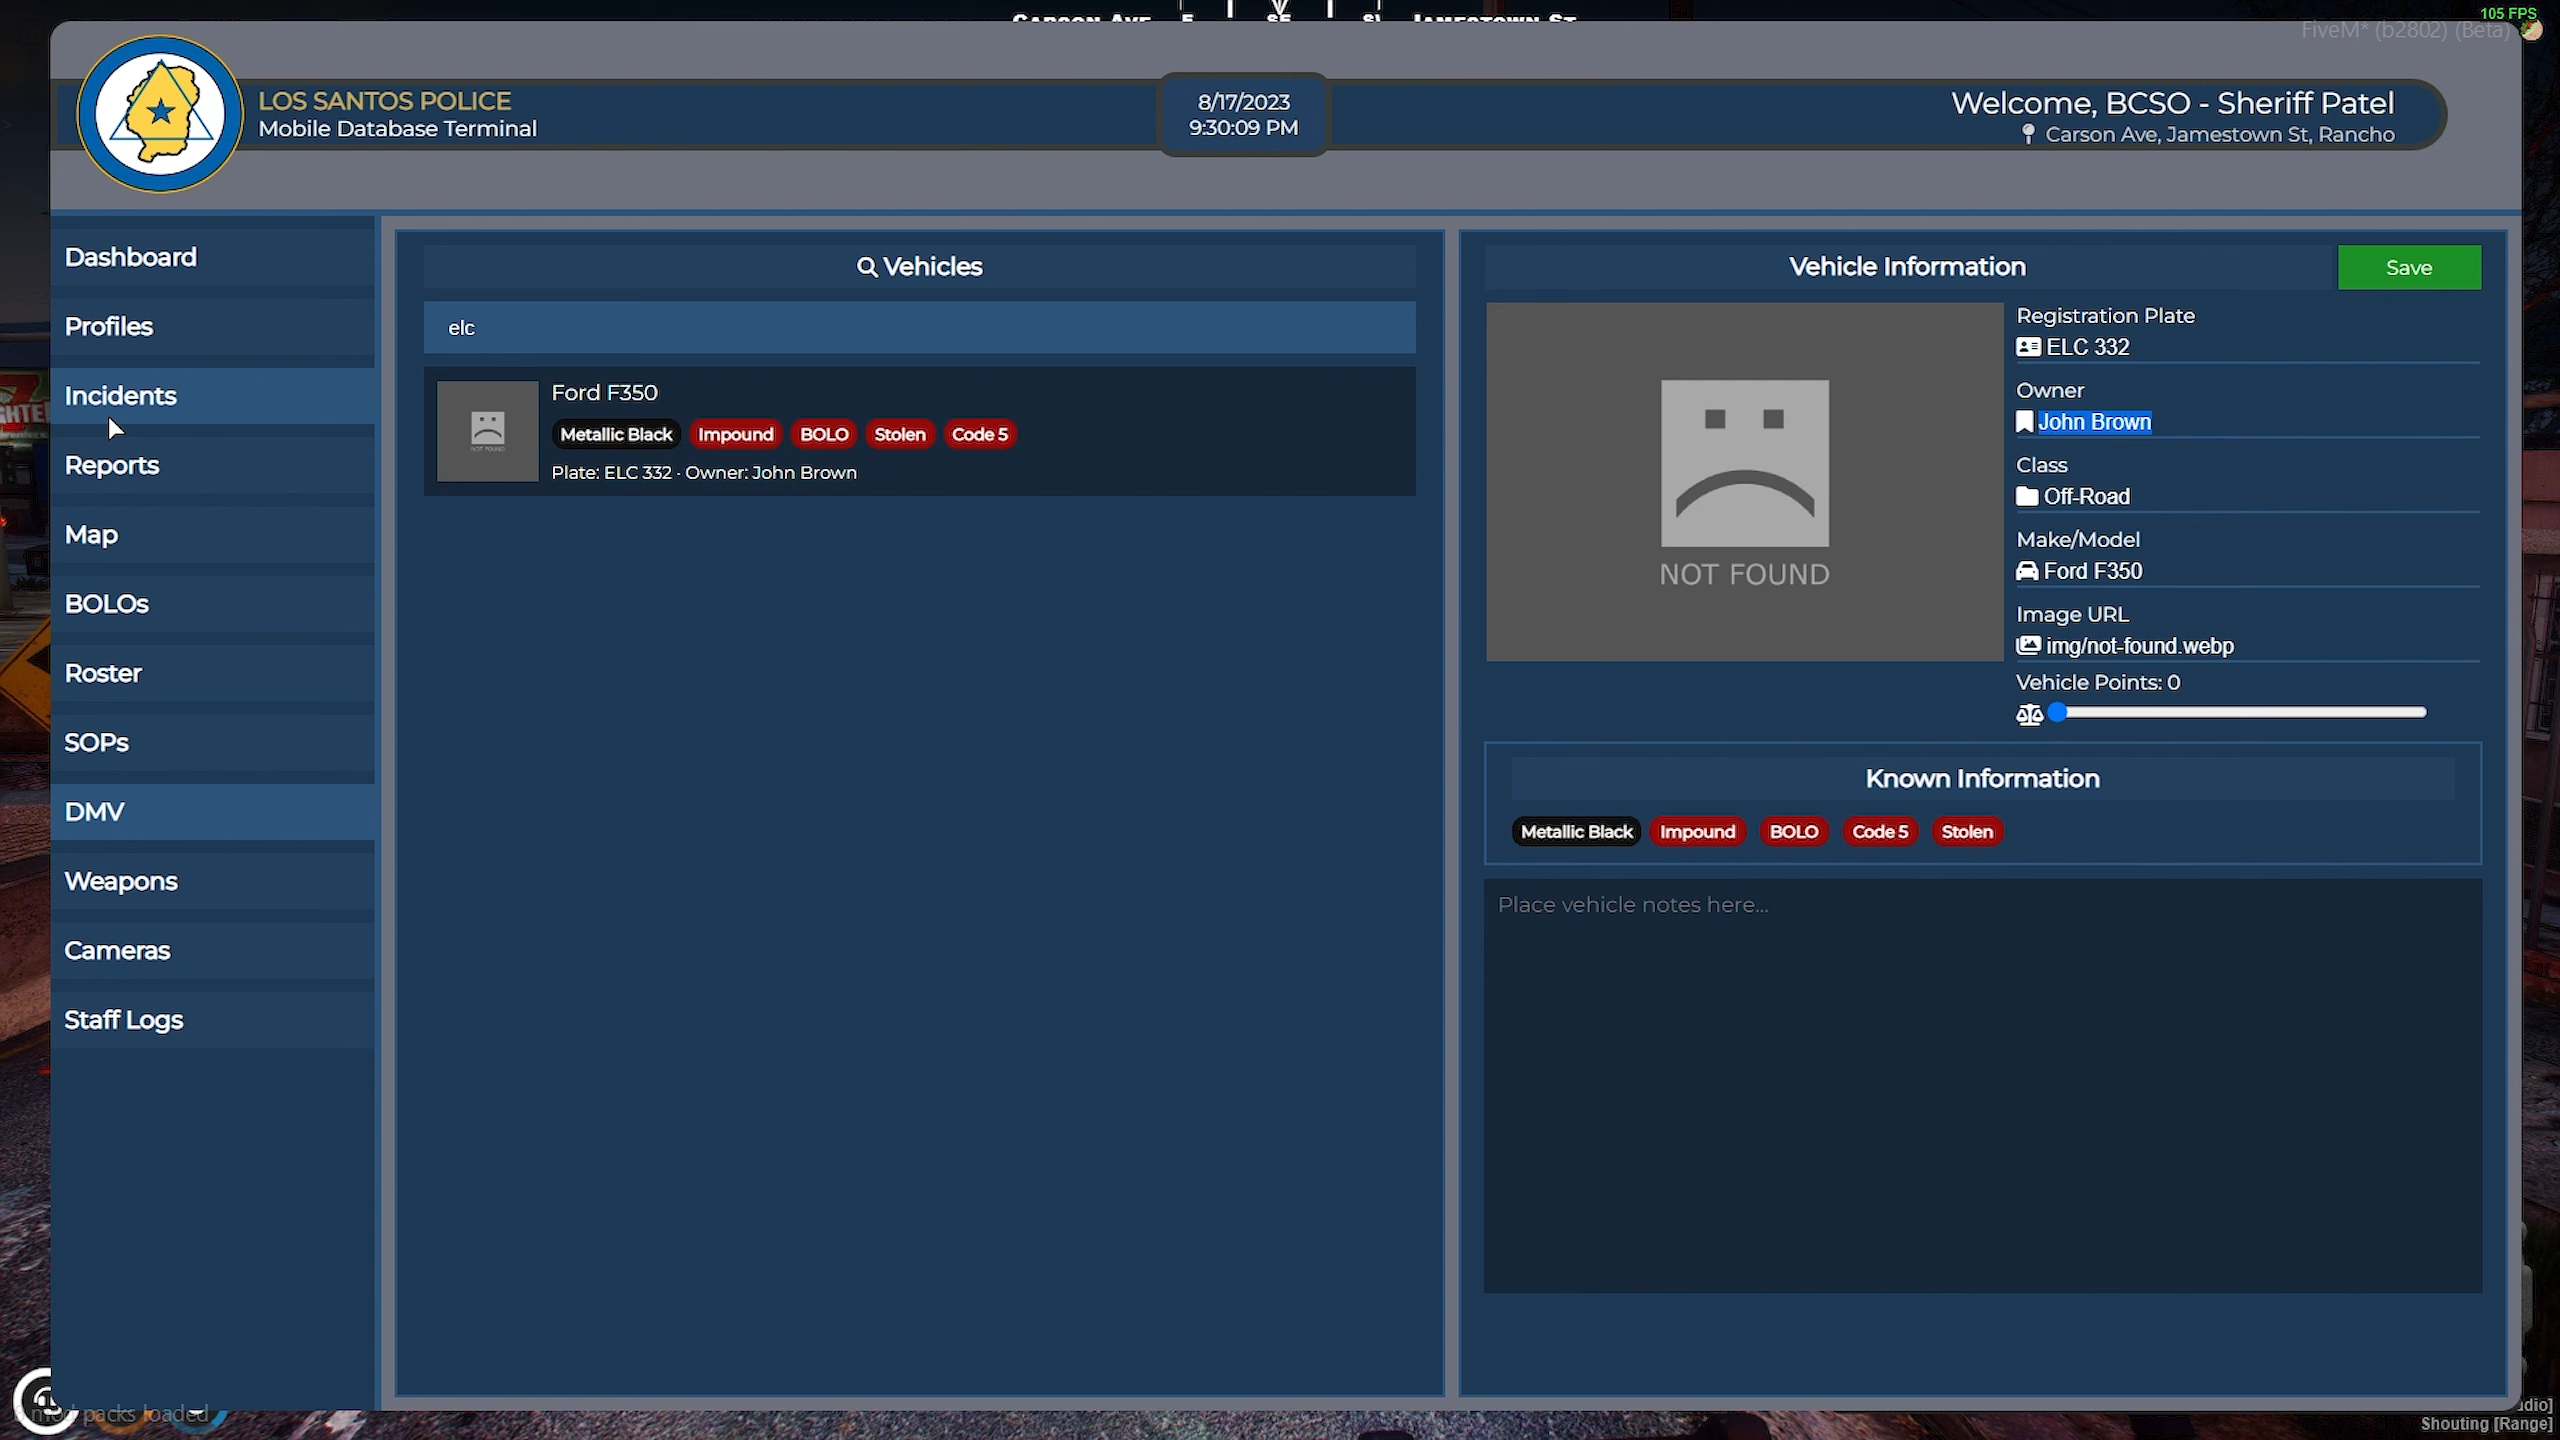 105 FPS
FiveM* (b2802) (Beta)
LOS SANTOS POLICE
Mobile Database Terminal
8/17/2023
9:30:09 PM
Welcome, BCSO - Sheriff Patel
Carson Ave, Jamestown St, Rancho
Dashboard
Profiles
Incidents
Reports
Map
BOLOs
Roster
SOPs
DMV
Weapons
Cameras
Staff Logs
Vehicles
elc
NOT FOUND
Ford F350
Metallic Black Impound BOLO Stolen Code 5
Plate: ELC 332 · Owner: John Brown
Vehicle Information
Save
NOT FOUND
Registration Plate
ELC 332
Owner
John Brown
Class
Off-Road
Make/Model
Ford F350
Image URL
img/not-found.webp
Vehicle Points: 0
Known Information
Metallic Black Impound BOLO Code 5 Stolen
Place vehicle notes here...
packs loaded
Shouting [Range]